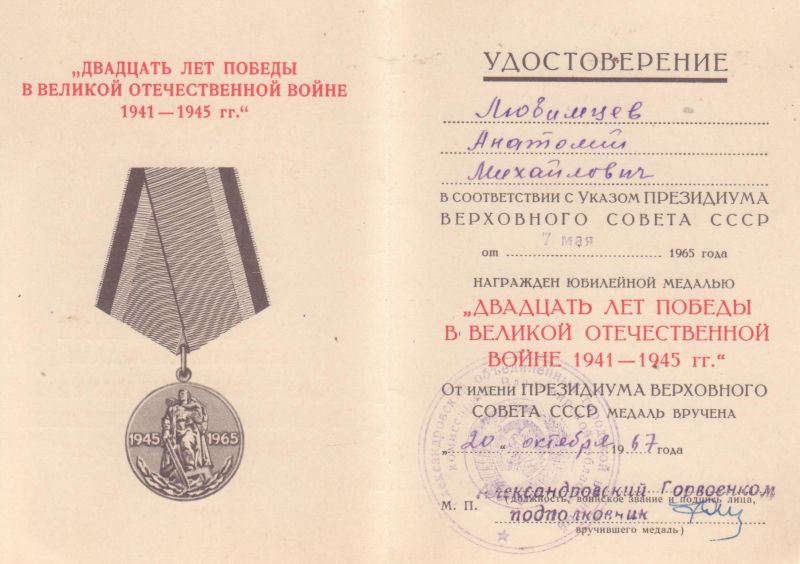 „ДВАДЦАТЬ ЛЕТ ПОБЕДЫ
В ВЕЛИКОЙ ОТЕЧЕСТВЕННОЙ ВОЙНЕ
1941 — 1945 гг.“
1945 1965
УДОСТОВЕРЕНИЕ
Любимцев
Анатолий
Михайлович
В СООТВЕТСТВИИ С УКАЗОМ ПРЕЗИДИУМА
ВЕРХОВНОГО СОВЕТА СССР
от 7 мая 1965 года
НАГРАЖДЕН ЮБИЛЕЙНОЙ МЕДАЛЬЮ
„ДВАДЦАТЬ ЛЕТ ПОБЕДЫ
В ВЕЛИКОЙ ОТЕЧЕСТВЕННОЙ
ВОЙНЕ 1941 — 1945 гг.“
От имени ПРЕЗИДИУМА ВЕРХОВНОГО
СОВЕТА СССР МЕДАЛЬ ВРУЧЕНА
„20“ октября 1967 года
Александровский Горвоенком
М. П. (должность, воинское звание и подпись лица,
подполковник
вручившего медаль)